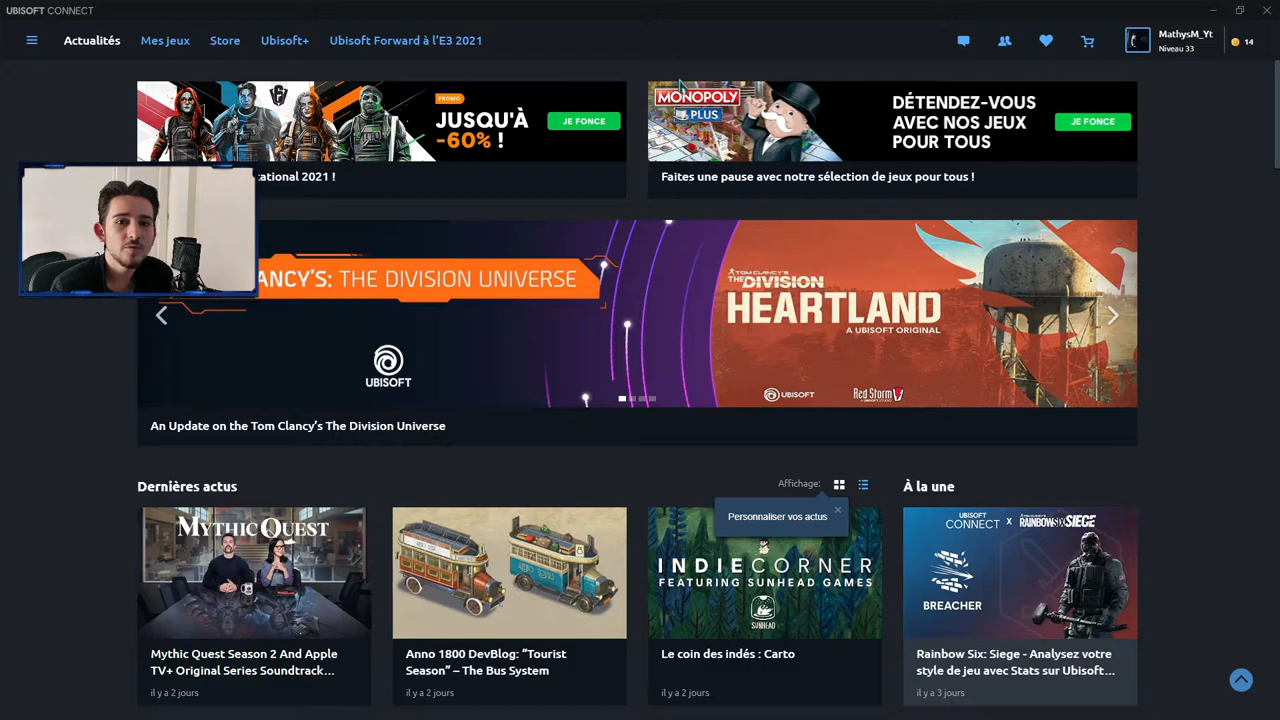 UBISOFT CONNECT
Actualités
Mes jeux
Store
Ubisoft+
Ubisoft Forward à l'E3 2021
MathysM_Yt
Niveau 33
14
PROMO
JUSQU'À
-60% !
JE FONCE
ational 2021 !
MONOPOLY
PLUS
DÉTENDEZ-VOUS
AVEC NOS JEUX
POUR TOUS
JE FONCE
Faites une pause avec notre sélection de jeux pour tous !
ANCY'S: THE DIVISION UNIVERSE
UBISOFT
TOM CLANCY'S
THE DIVISION
HEARTLAND
A UBISOFT ORIGINAL
UBISOFT
Red Storm
A UBISOFT STUDIO
An Update on the Tom Clancy's The Division Universe
Dernières actus
Affichage:
Personnaliser vos actus
À la une
MYTHIC QUEST
Mythic Quest Season 2 And Apple
TV+ Original Series Soundtrack...
il y a 2 jours
Anno 1800 DevBlog: “Tourist
Season” – The Bus System
il y a 2 jours
INDIE CORNER
FEATURING SUNHEAD GAMES
SUNHEAD
Le coin des indés : Carto
il y a 2 jours
UBISOFT
CONNECT X RAINBOW SIX SIEGE
BREACHER
Rainbow Six: Siege - Analysez votre
style de jeu avec Stats sur Ubisoft...
il y a 3 jours